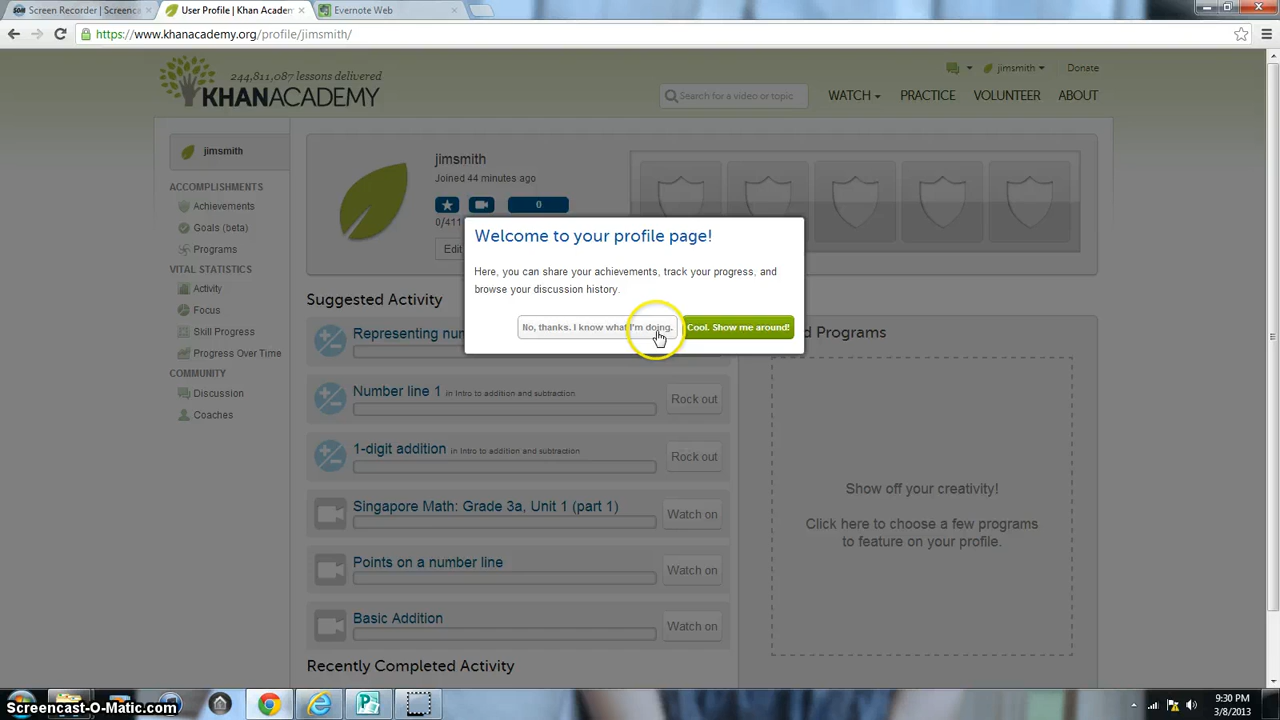 Screen Recorder | Screenca
User Profile | Khan Academ
Evernote Web
https://www.khanacademy.org/profile/jimsmith/
244,811,087 lessons delivered
KHANACADEMY
jimsmith
Donate
Search for a video or topic
WATCH
PRACTICE
VOLUNTEER
ABOUT
jimsmith
ACCOMPLISHMENTS
Achievements
Goals (beta)
Programs
VITAL STATISTICS
Activity
Focus
Skill Progress
Progress Over Time
COMMUNITY
Discussion
Coaches
jimsmith
Joined 44 minutes ago
0
0/411
Edit
Welcome to your profile page!
Here, you can share your achievements, track your progress, and
browse your discussion history.
No, thanks. I know what I'm doing.
Cool. Show me around!
Suggested Activity
Representing nu
Number line 1 in Intro to addition and subtraction
Rock out
1-digit addition in Intro to addition and subtraction
Rock out
Singapore Math: Grade 3a, Unit 1 (part 1)
Watch on
Points on a number line
Watch on
Basic Addition
Watch on
Recently Completed Activity
d Programs
Show off your creativity!
Click here to choose a few programs
to feature on your profile.
Screencast-O-Matic.com
9:30 PM
3/8/2013